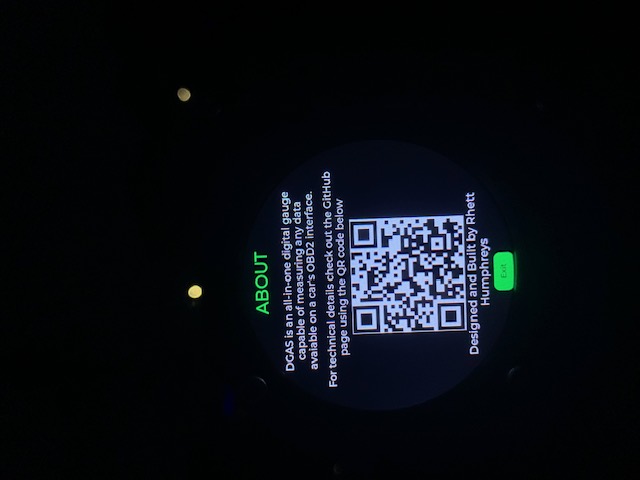 ABOUT
DGAS is an all-in-one digital gauge
capable of measuring any data
avaiable on a car's OBD2 interface.
For technical details check out the GitHub
page using the QR code below
Designed and Built by Rhett
Humphreys
Exit